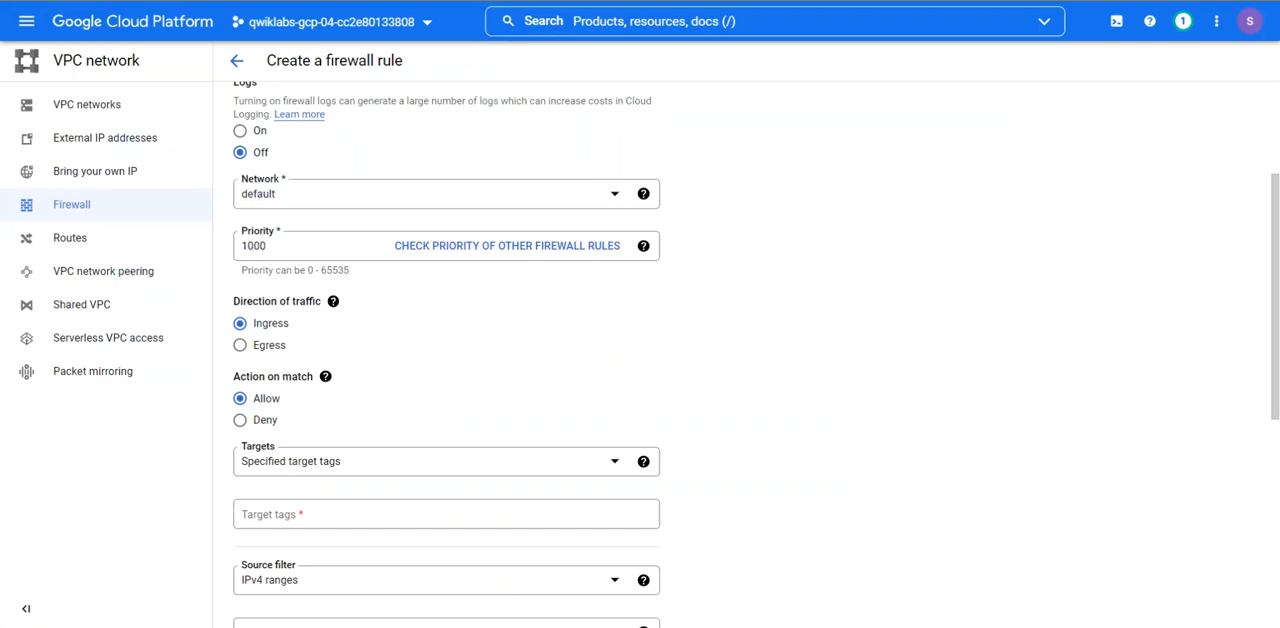 Google Cloud Platform
qwiklabs-gcp-04-cc2e80133808
Search Products, resources, docs (/)
1
S
VPC network
Create a firewall rule
VPC networks
External IP addresses
Bring your own IP
Firewall
Routes
VPC network peering
Shared VPC
Serverless VPC access
Packet mirroring
Logs
Turning on firewall logs can generate a large number of logs which can increase costs in Cloud
Logging. Learn more
On
Off
Network *
default
Priority *
1000
CHECK PRIORITY OF OTHER FIREWALL RULES
Priority can be 0 - 65535
Direction of traffic
Ingress
Egress
Action on match
Allow
Deny
Targets
Specified target tags
Target tags *
Source filter
IPv4 ranges